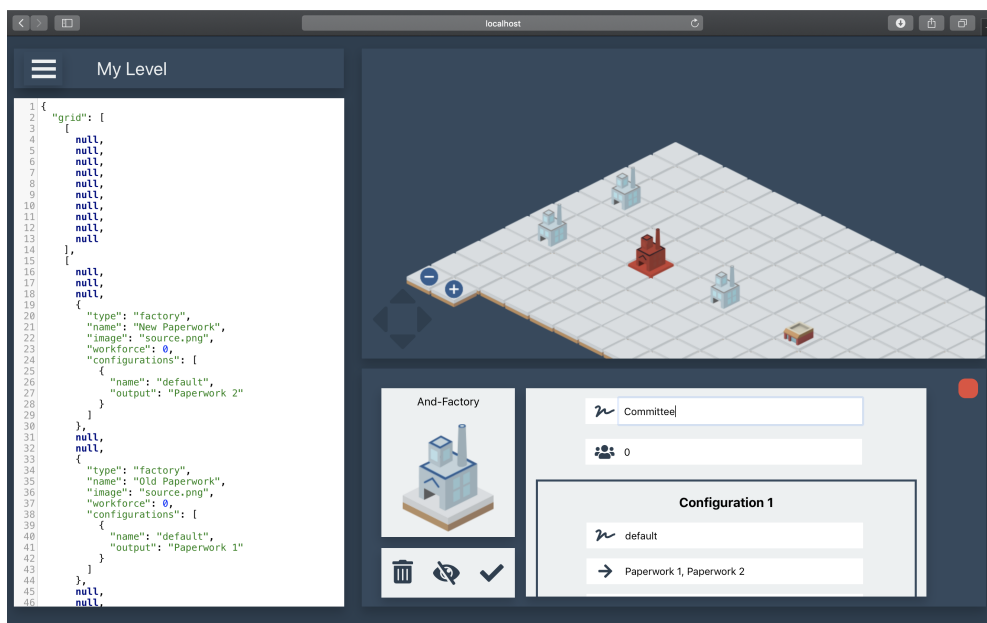 localhost
My Level
1 {
2 "grid": [
3 [
4 null,
5 null,
6 null,
7 null,
8 null,
9 null,
10 null,
11 null,
12 null,
13 null
14 ],
15 [
16 null,
17 null,
18 null,
19 {
20 "type": "factory",
21 "name": "New Paperwork",
22 "image": "source.png",
23 "workforce": 0,
24 "configurations": [
25 {
26 "name": "default",
27 "output": "Paperwork 2"
28 }
29 ]
30 },
31 null,
32 null,
33 {
34 "type": "factory",
35 "name": "Old Paperwork",
36 "image": "source.png",
37 "workforce": 0,
38 "configurations": [
39 {
40 "name": "default",
41 "output": "Paperwork 1"
42 }
43 ]
44 },
45 null,
46 null,
And-Factory
Committee
0
Configuration 1
default
Paperwork 1, Paperwork 2